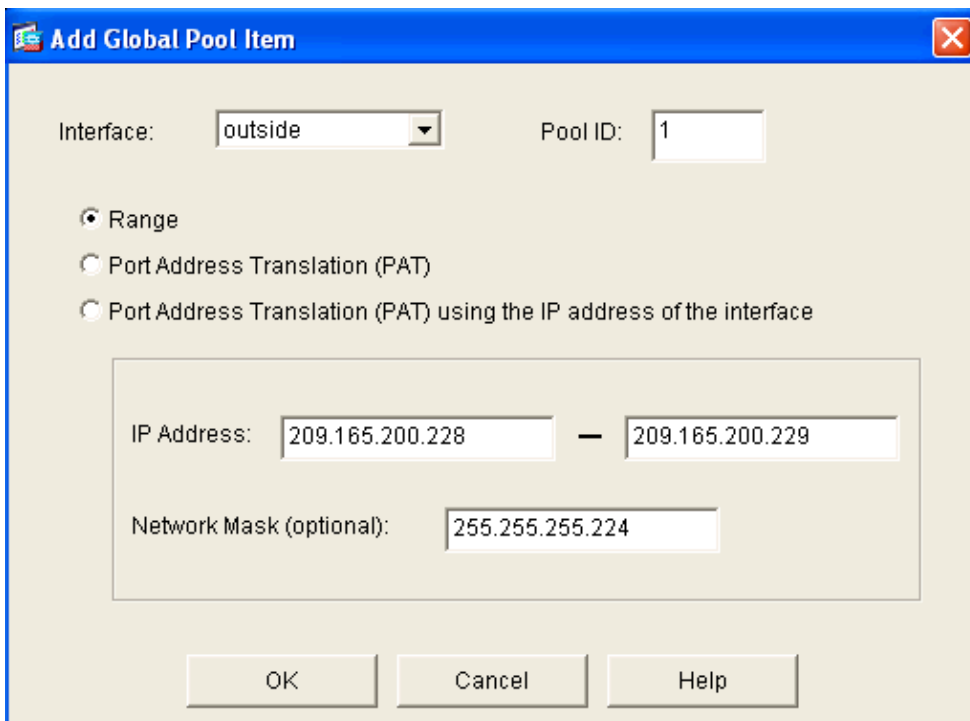 Add Global Pool Item
Interface: outside Pool ID: 1
Range
Port Address Translation (PAT)
Port Address Translation (PAT) using the IP address of the interface
IP Address: 209.165.200.228 — 209.165.200.229
Network Mask (optional): 255.255.255.224
OK Cancel Help